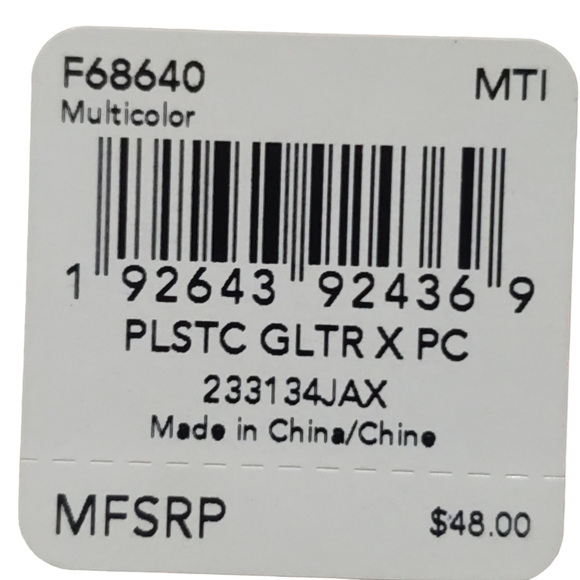 F68640 MTI
Multicolor
1 92643 92436 9
PLSTC GLTR X PC
233134JAX
Made in China/Chine
MFSRP $48.00